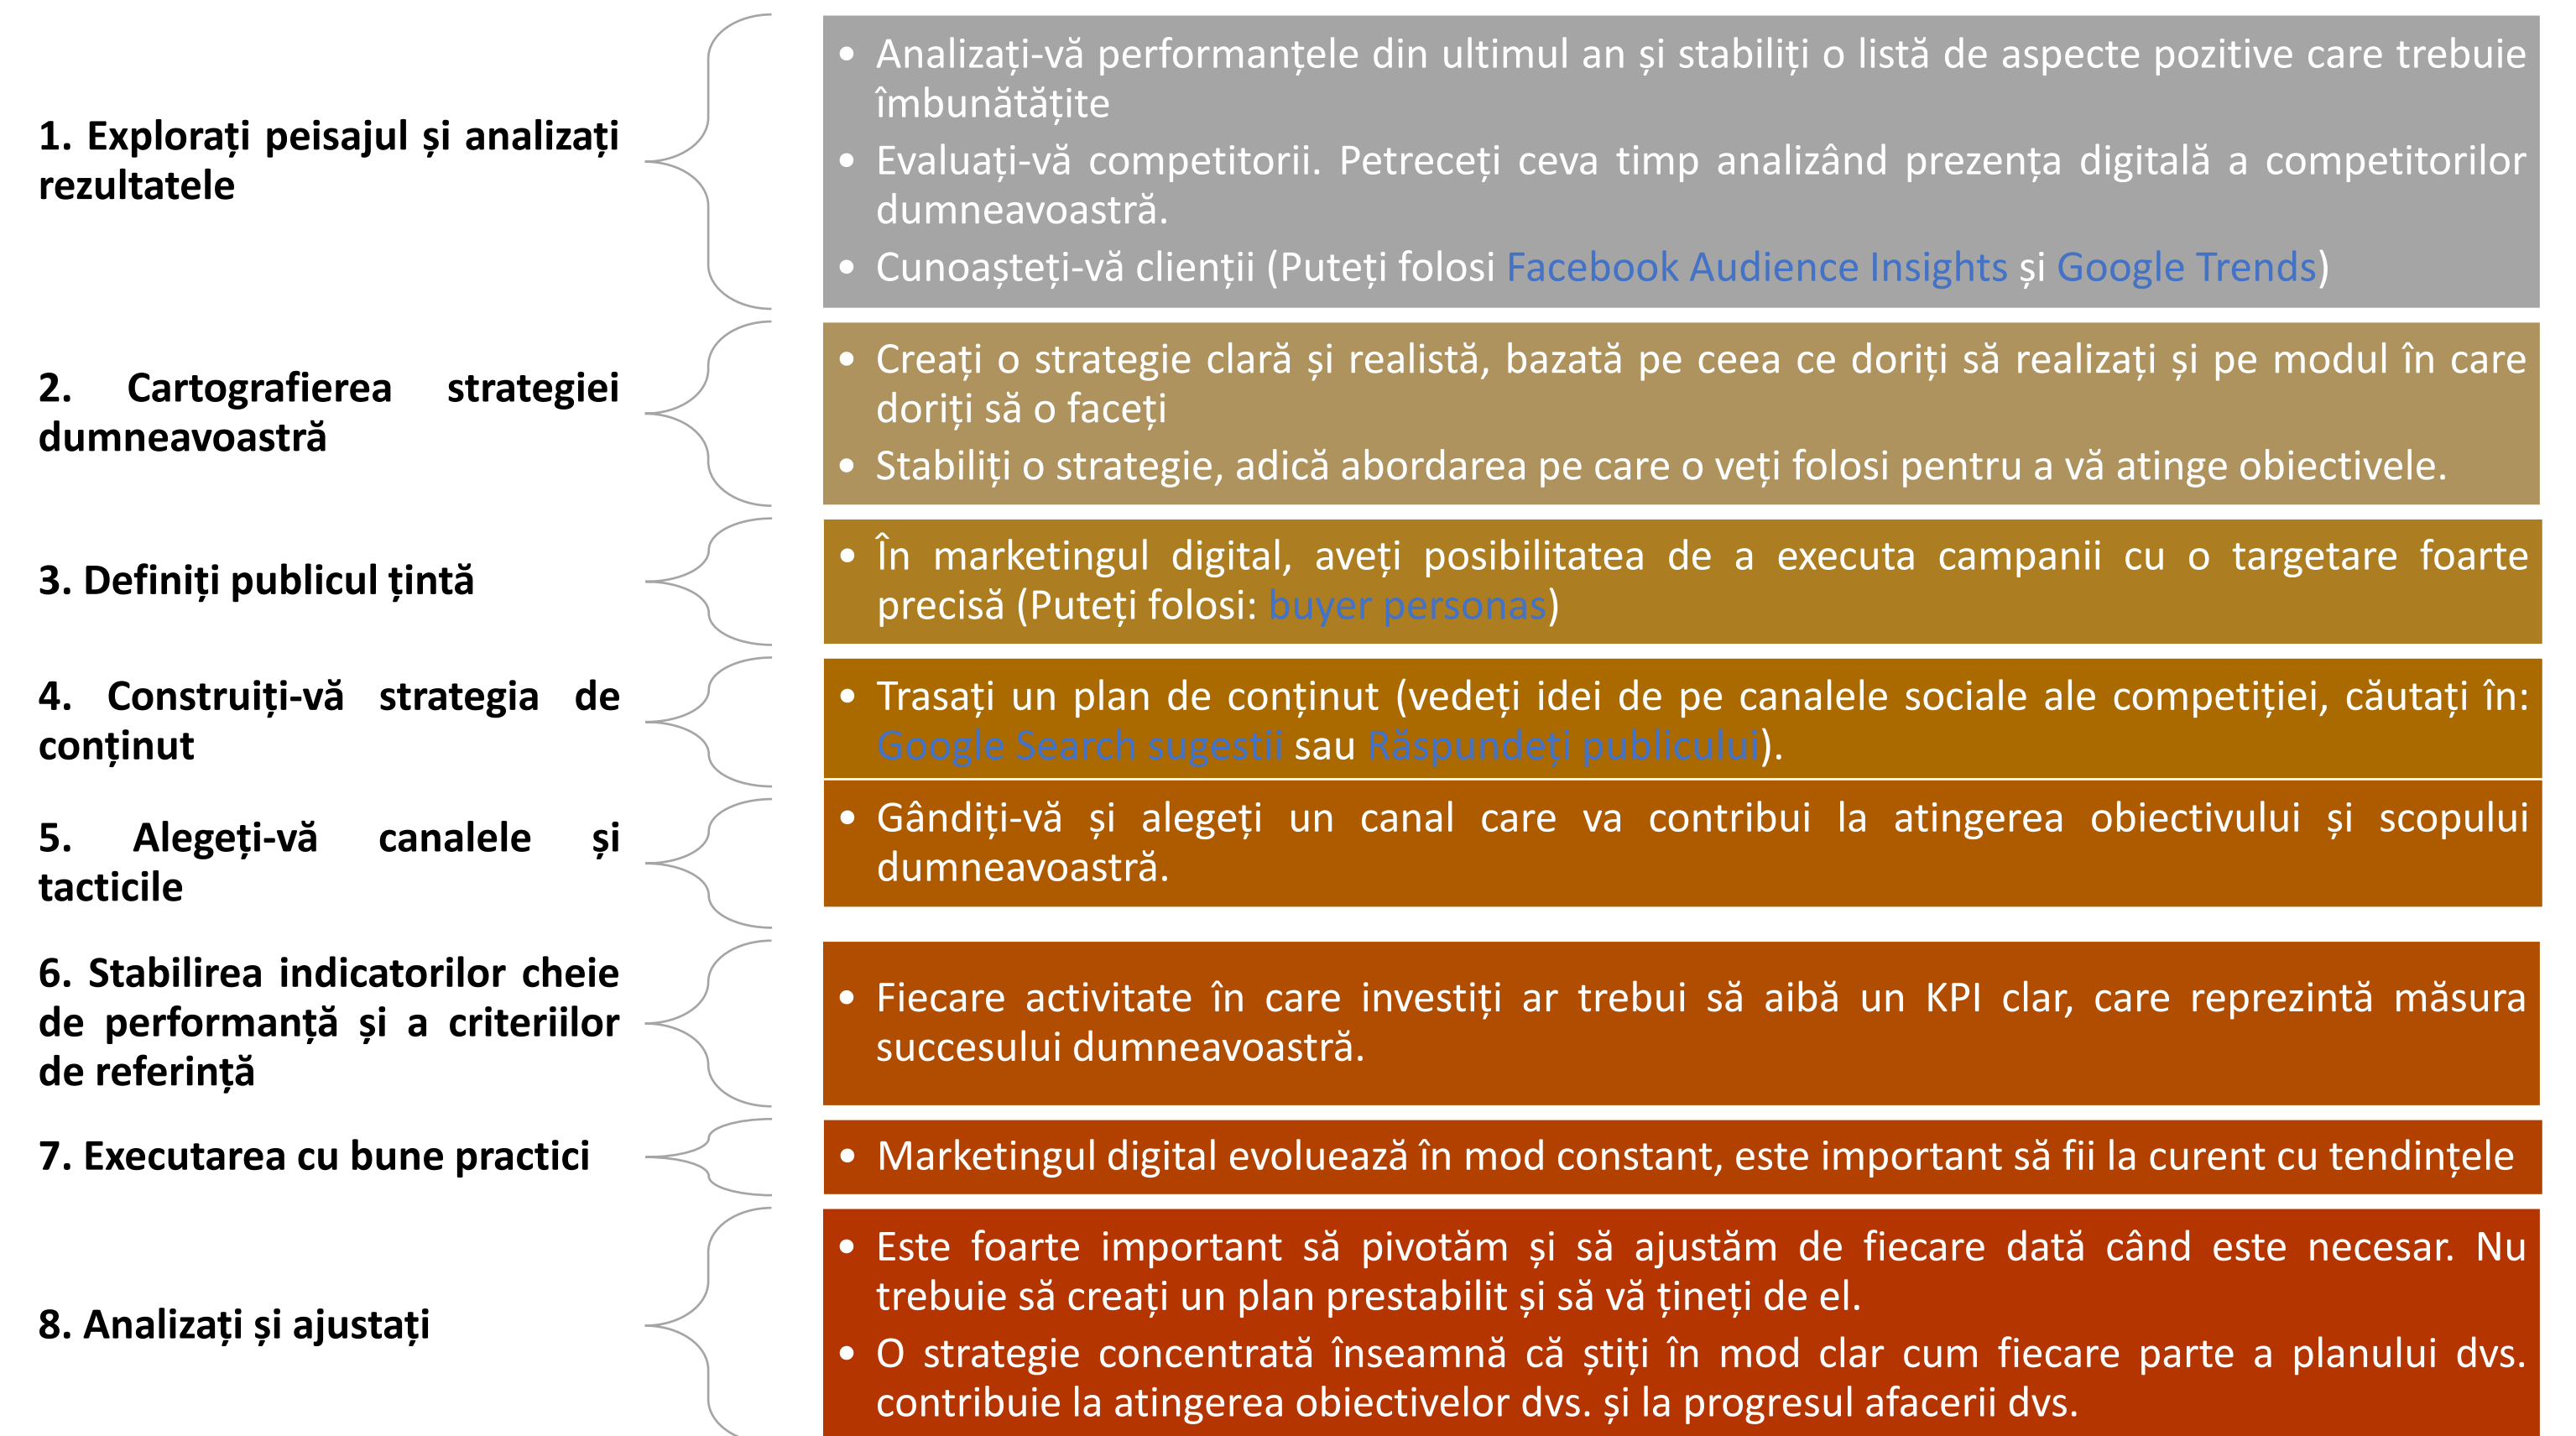 1. Explorați peisajul și analizați
rezultatele
• Analizați-vă performanțele din ultimul an și stabiliți o listă de aspecte pozitive care trebuie
îmbunătățite
• Evaluați-vă competitorii. Petreceți ceva timp analizând prezența digitală a competitorilor
dumneavoastră.
• Cunoașteți-vă clienții (Puteți folosi Facebook Audience Insights și Google Trends)
2. Cartografierea strategiei
dumneavoastră
• Creați o strategie clară și realistă, bazată pe ceea ce doriți să realizați și pe modul în care
doriți să o faceți
• Stabiliți o strategie, adică abordarea pe care o veți folosi pentru a vă atinge obiectivele.
3. Definiți publicul țintă
• În marketingul digital, aveți posibilitatea de a executa campanii cu o targetare foarte
precisă (Puteți folosi: buyer personas)
4. Construiți-vă strategia de
conținut
• Trasați un plan de conținut (vedeți idei de pe canalele sociale ale competiției, căutați în:
Google Search sugestii sau Răspundeți publicului).
5. Alegeți-vă canalele și
tacticile
• Gândiți-vă și alegeți un canal care va contribui la atingerea obiectivului și scopului
dumneavoastră.
6. Stabilirea indicatorilor cheie
de performanță și a criteriilor
de referință
• Fiecare activitate în care investiți ar trebui să aibă un KPI clar, care reprezintă măsura
succesului dumneavoastră.
7. Executarea cu bune practici
• Marketingul digital evoluează în mod constant, este important să fii la curent cu tendințele
8. Analizați și ajustați
• Este foarte important să pivotăm și să ajustăm de fiecare dată când este necesar. Nu
trebuie să creați un plan prestabilit și să vă țineți de el.
• O strategie concentrată înseamnă că știți în mod clar cum fiecare parte a planului dvs.
contribuie la atingerea obiectivelor dvs. și la progresul afacerii dvs.